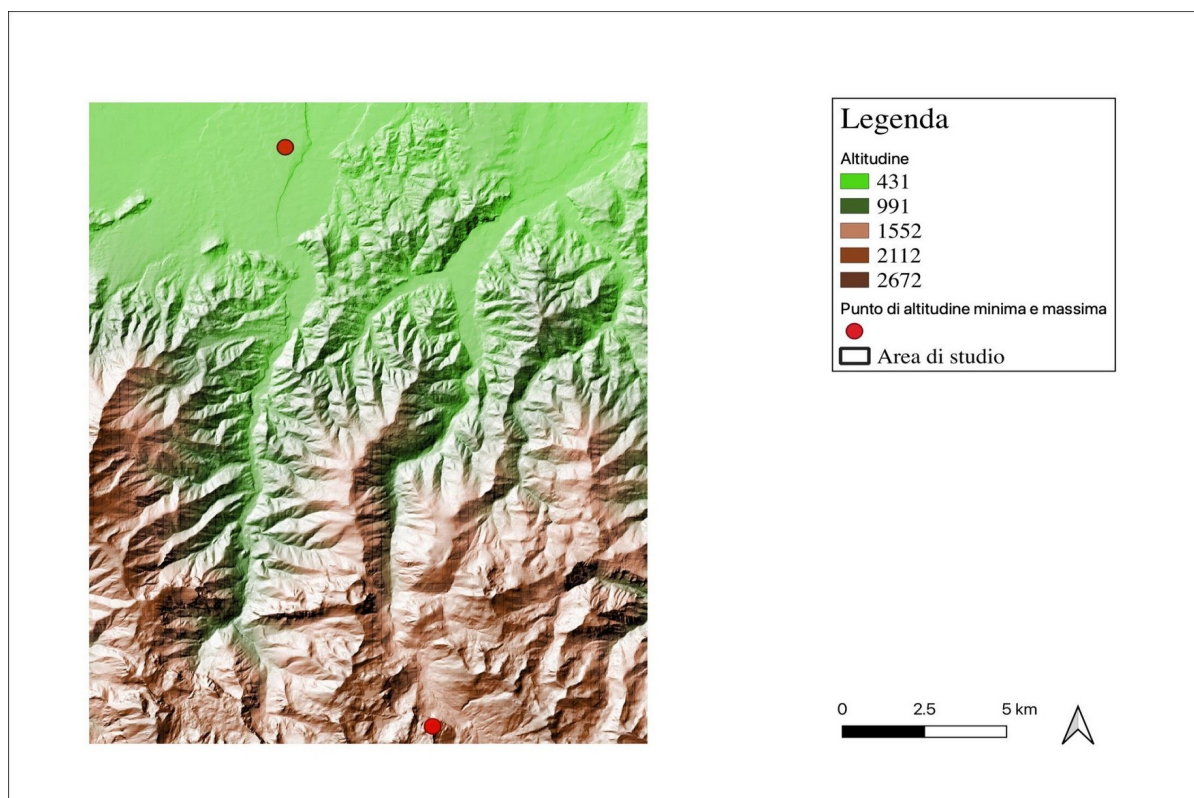 Legenda
Altitudine
431
991
1552
2112
2672
Punto di altitudine minima e massima
Area di studio
0 2.5 5 km